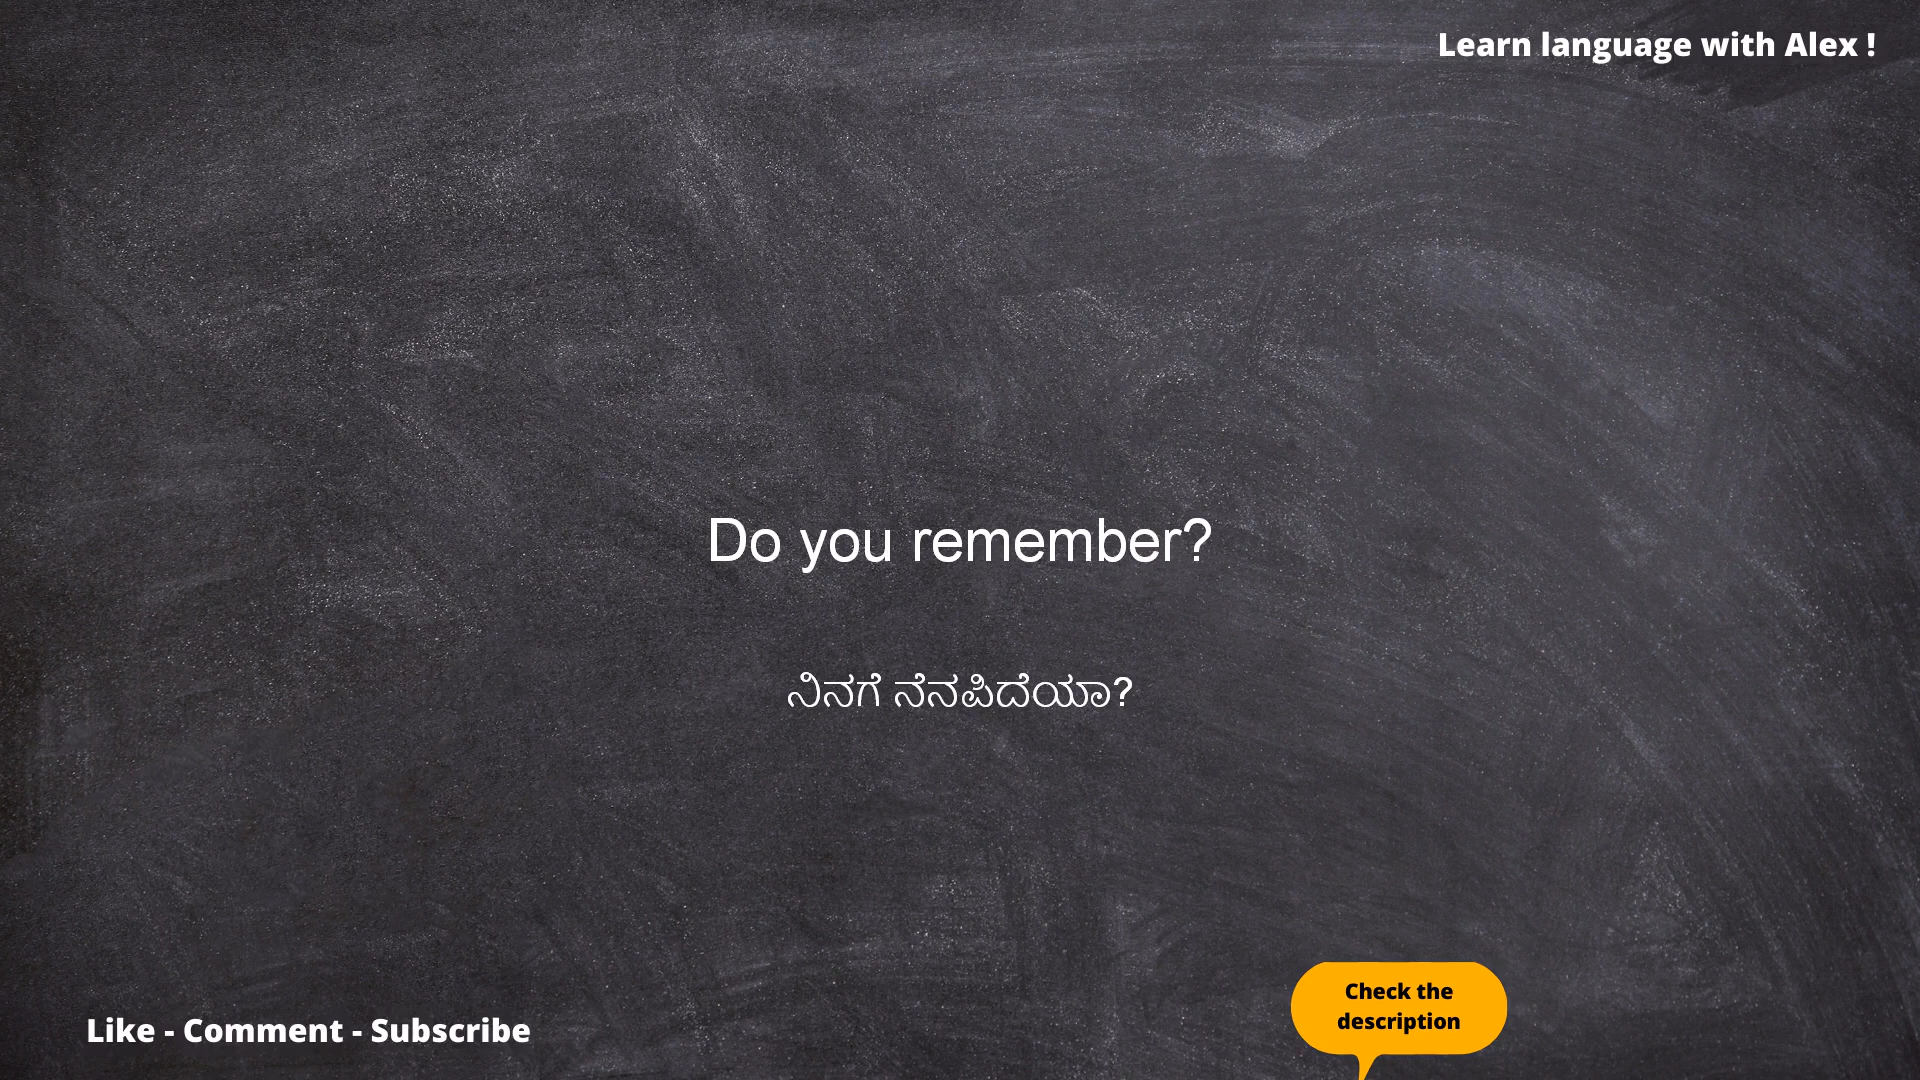 Learn language with Alex !
Do you remember?
ನಿನಗೆ ನೆನಪಿದೆಯಾ?
Check the
description
Like - Comment - Subscribe